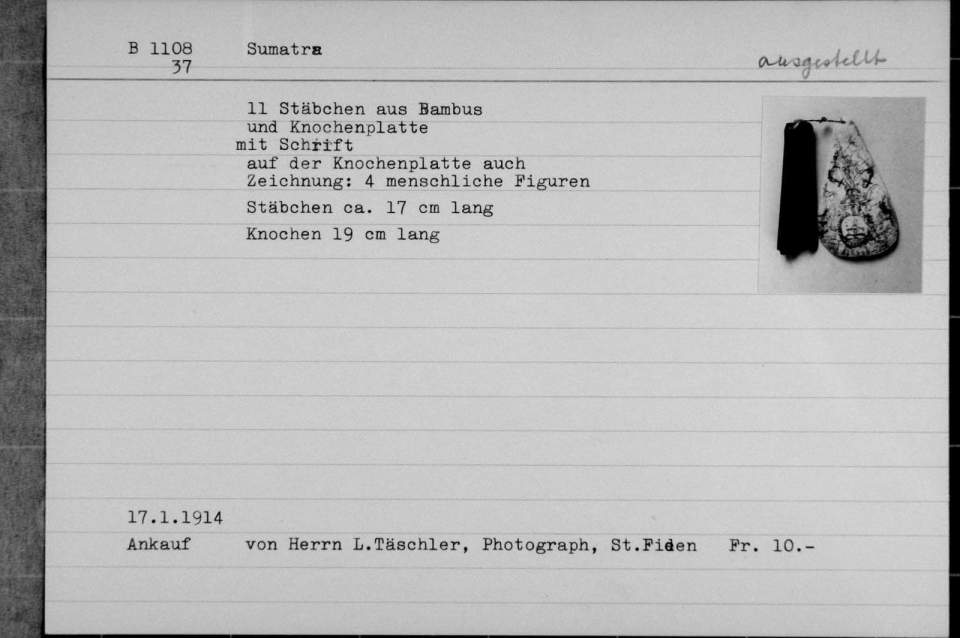 B 1108 Sumatra
37
ausgestellt
11 Stäbchen aus Bambus
und Knochenplatte
mit Schrift
auf der Knochenplatte auch
Zeichnung: 4 menschliche Figuren
Stäbchen ca. 17 cm lang
Knochen 19 cm lang
17.1.1914
Ankauf von Herrn L.Täschler, Photograph, St.Fiden Fr. 10.-